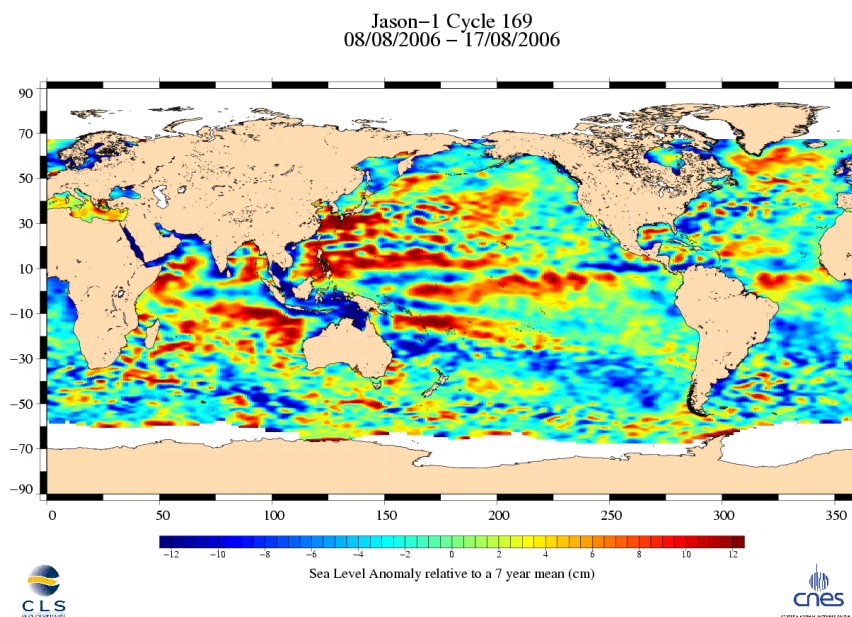 Jason−1 Cycle 169
08/08/2006 − 17/08/2006
90
70
50
30
10
−10
−30
−50
−70
−90
0 50 100 150 200 250 300 350
−12 −10 −8 −6 −4 −2 0 2 4 6 8 10 12
Sea Level Anomaly relative to a 7 year mean (cm)
CLS
cnes